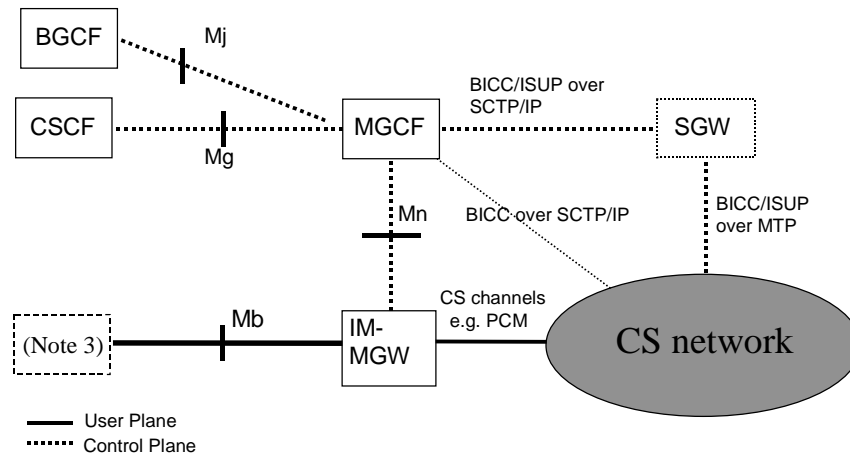 BGCF
Mj
BICC/ISUP over
SCTP/IP
CSCF
Mg
MGCF
SGW
Mn
BICC over SCTP/IP
BICC/ISUP
over MTP
(Note 3)
Mb
IM-
MGW
CS channels
e.g. PCM
CS network
User Plane
Control Plane